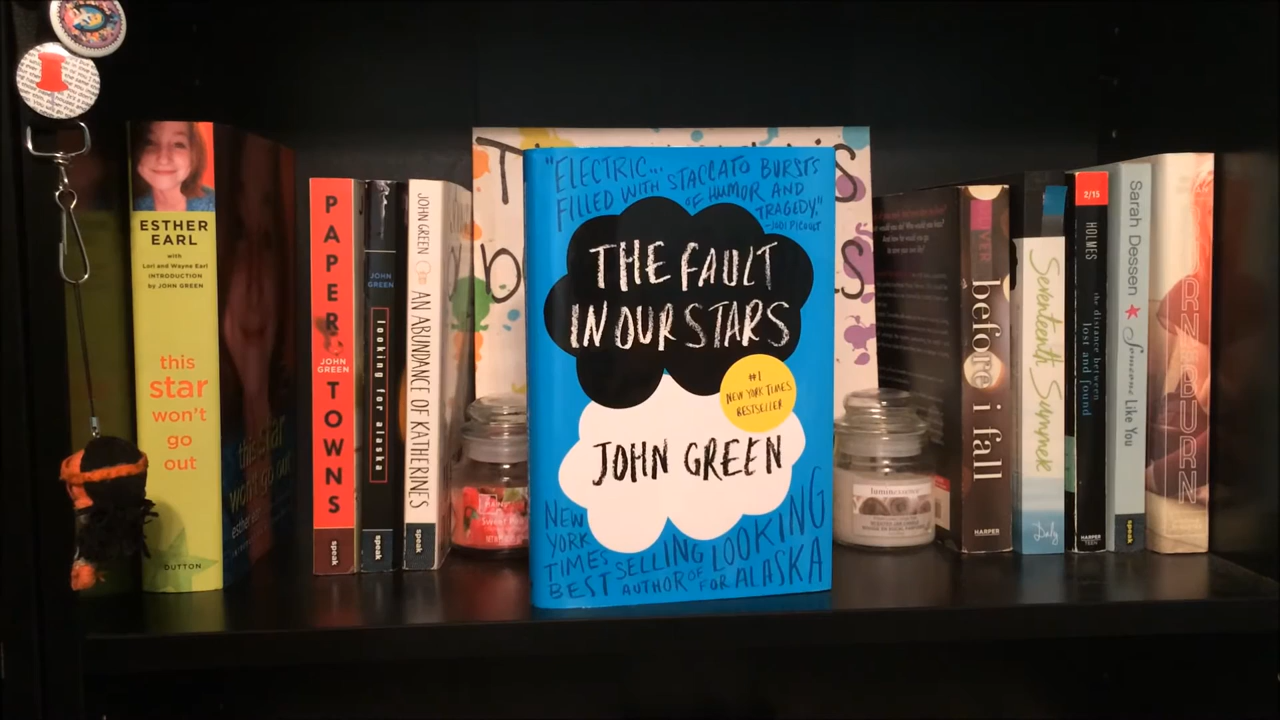 ESTHER
EARL
with
Lori and Wayne Earl
INTRODUCTION
by JOHN GREEN
this
star
won't
go
out
DUTTON
PAPER TOWNS
JOHN
GREEN
speak
JOHN
GREEN
looking for alaska
speak
JOHN GREEN
AN ABUNDANCE OF KATHERINES
speak
"ELECTRIC...
FILLED WITH STACCATO BURSTS
OF HUMOR AND
TRAGEDY."
-JODI PICOULT
THE FAULT
IN OUR STARS
#1
NEW YORK TIMES
BESTSELLER
JOHN GREEN
NEW
YORK
TIMES
BESTSELLING
AUTHOR OF
LOOKING
FOR ALASKA
luminessence
before i fall
HARPER
Seventeenth Summer
Daly
2/15
HOLMES
the distance between
lost and found
HARPER
TEEN
Sarah Dessen
Someone Like You
speak
BURN